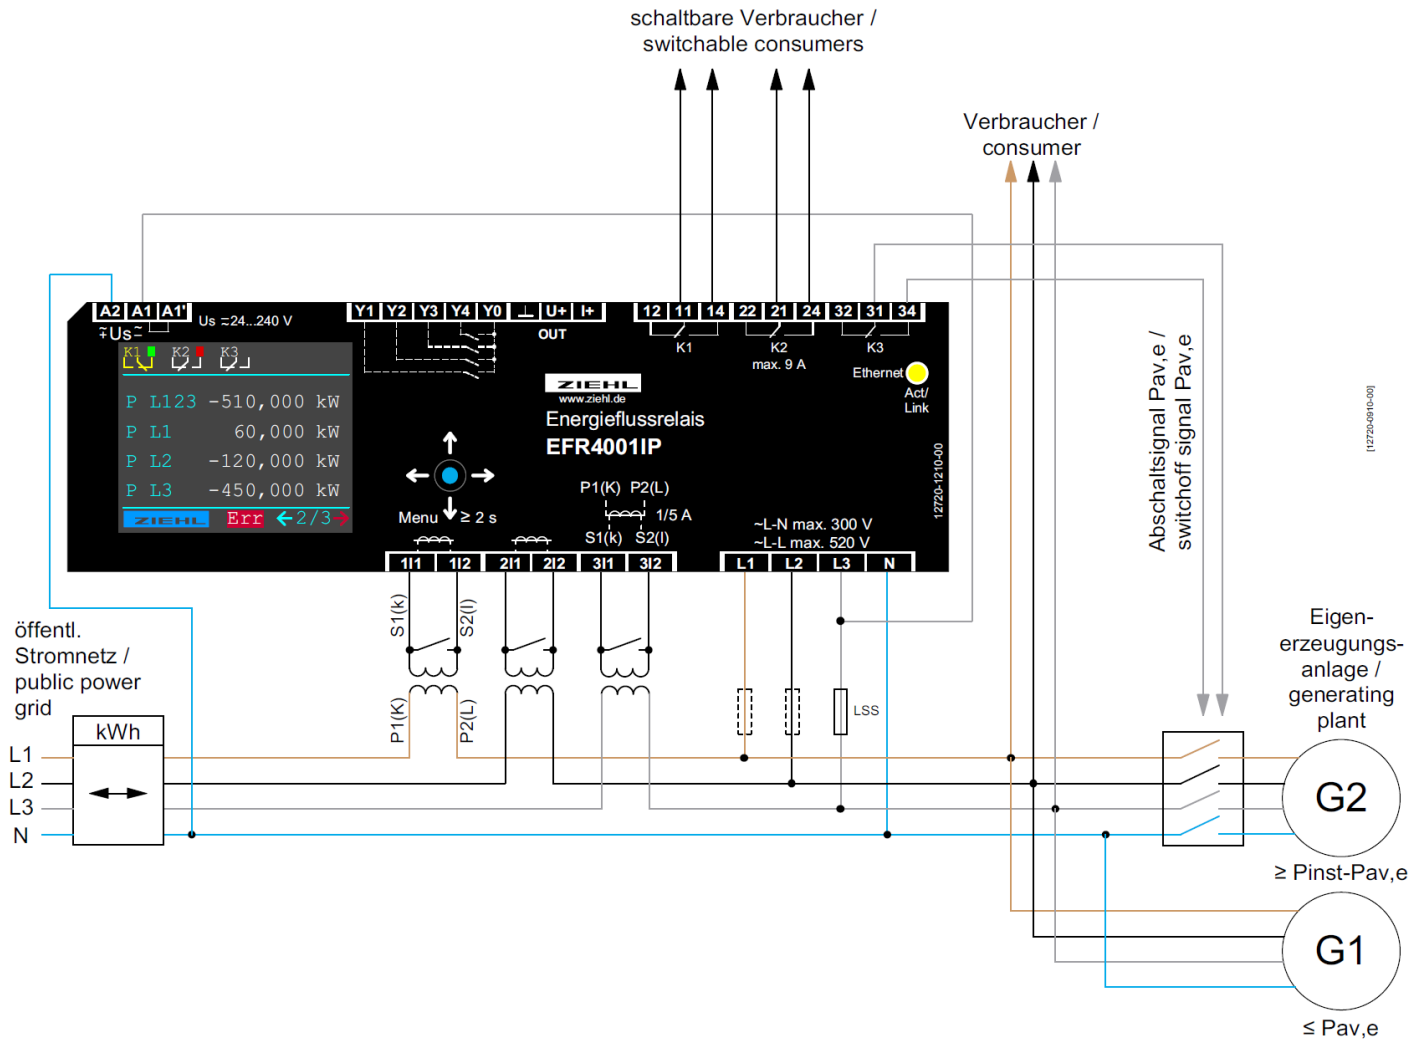 schaltbare Verbraucher /
switchable consumers
Verbraucher /
consumer
A2 A1 A1'
Us
Us =24...240 V
Y1 Y2 Y3 Y4 Y0 ⊥ U+ I+
OUT
12 11 14 22 21 24 32 31 34
K1 K2 K3
max. 9 A
K1 K2 K3
P L123 -510,000 kW
P L1 60,000 kW
P L2 -120,000 kW
P L3 -450,000 kW
ZIEHL Err 2/3
ZIEHL
www.ziehl.de
Energieflussrelais
EFR4001IP
Ethernet
Act/
Link
12720-1210-00
Menu ≥ 2 s
P1(K) P2(L)
1/5 A
S1(k) S2(l)
~L-N max. 300 V
~L-L max. 520 V
1I1 1I2 2I1 2I2 3I1 3I2
L1 L2 L3 N
Abschaltsignal Pav,e /
switchoff signal Pav,e
[12720-0910-00]
S1(k) S2(l)
P1(K) P2(L)
LSS
öffentl.
Stromnetz /
public power
grid
kWh
L1
L2
L3
N
Eigen-
erzeugungs-
anlage /
generating
plant
G2
≥ Pinst-Pav,e
G1
≤ Pav,e